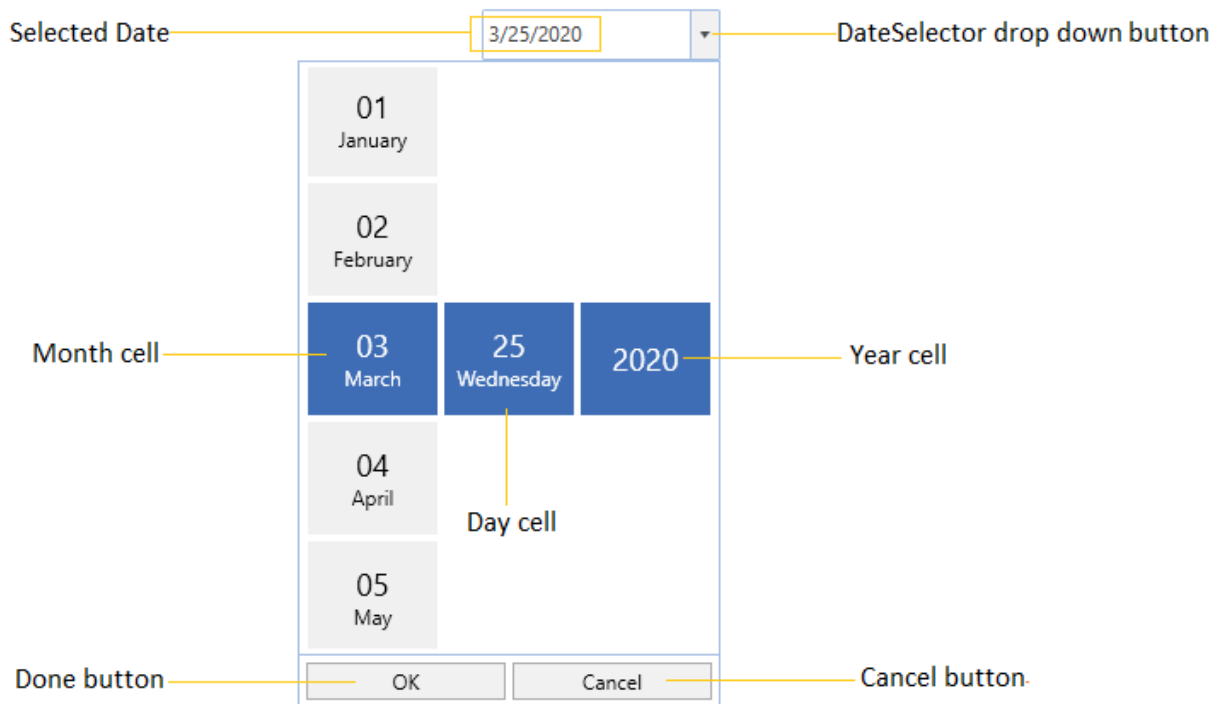 Selected Date
3/25/2020
DateSelector drop down button
01
January
02
February
Month cell
03
March
25
Wednesday
2020
Year cell
04
April
Day cell
05
May
Done button
OK
Cancel
Cancel button